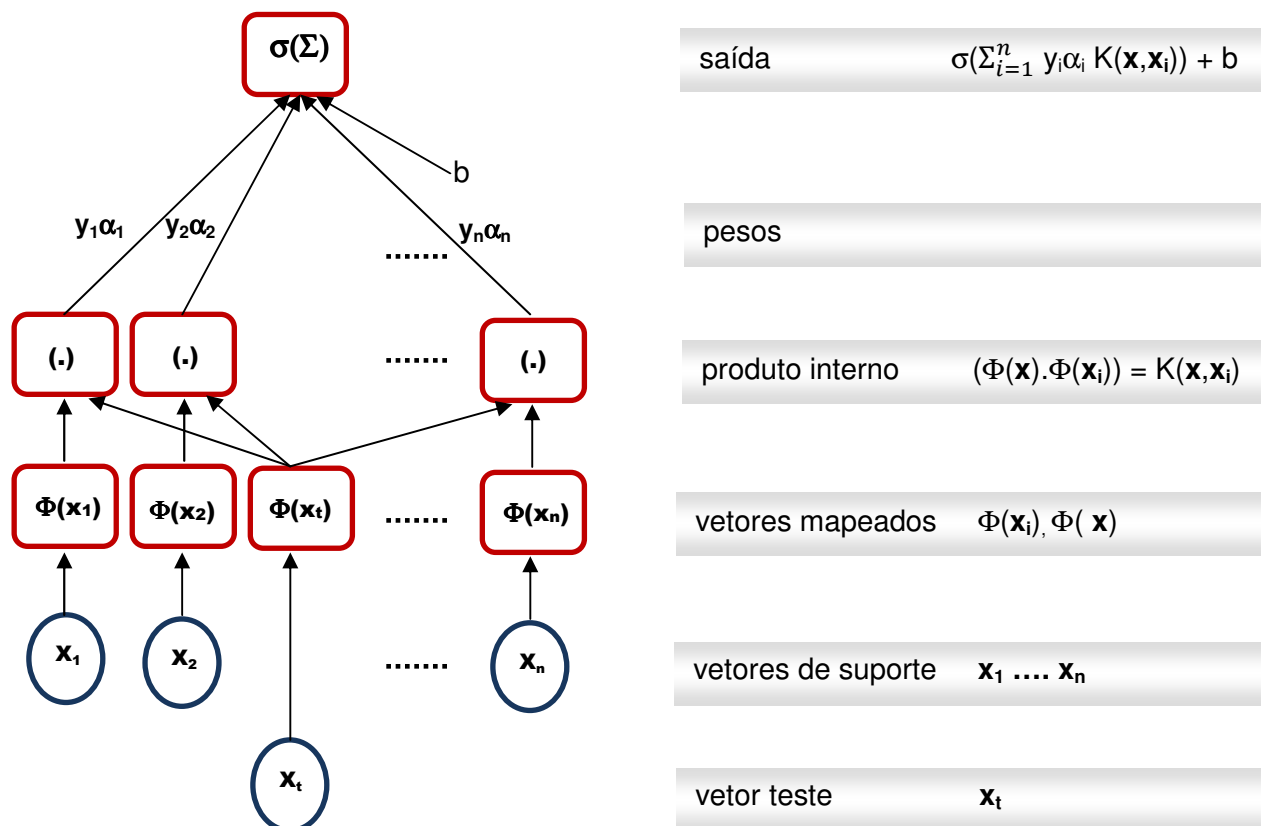 σ(Σ)
saída σ(Σⁿᵢ₌₁ yᵢαᵢ K(x,xᵢ)) + b
b
y₁α₁ y₂α₂ yₙαₙ
.......
pesos
(.) (.) ....... (.)
produto interno (Φ(x).Φ(xᵢ)) = K(x,xᵢ)
Φ(x₁) Φ(x₂) Φ(xₜ) ....... Φ(xₙ)
vetores mapeados Φ(xᵢ), Φ( x)
x₁ x₂ ....... xₙ
vetores de suporte x₁ .... xₙ
xₜ
vetor teste xₜ